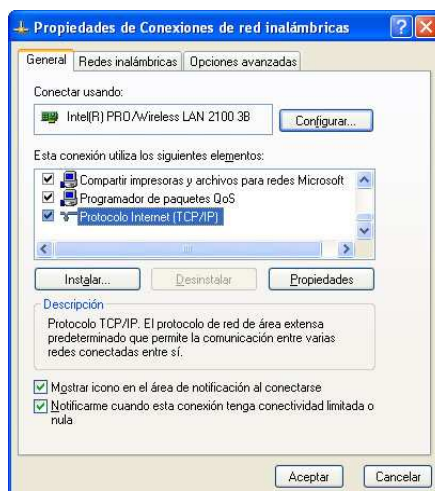 Propiedades de Conexiones de red inalámbricas
General Redes inalámbricas Opciones avanzadas
Conectar usando:
Intel(R) PRO/Wireless LAN 2100 3B
Configurar...
Esta conexión utiliza los siguientes elementos:
Compartir impresoras y archivos para redes Microsoft
Programador de paquetes QoS
Protocolo Internet (TCP/IP)
Instalar... Desinstalar Propiedades
Descripción
Protocolo TCP/IP. El protocolo de red de área extensa
predeterminado que permite la comunicación entre varias
redes conectadas entre sí.
Mostrar icono en el área de notificación al conectarse
Notificarme cuando esta conexión tenga conectividad limitada o
nula
Aceptar Cancelar